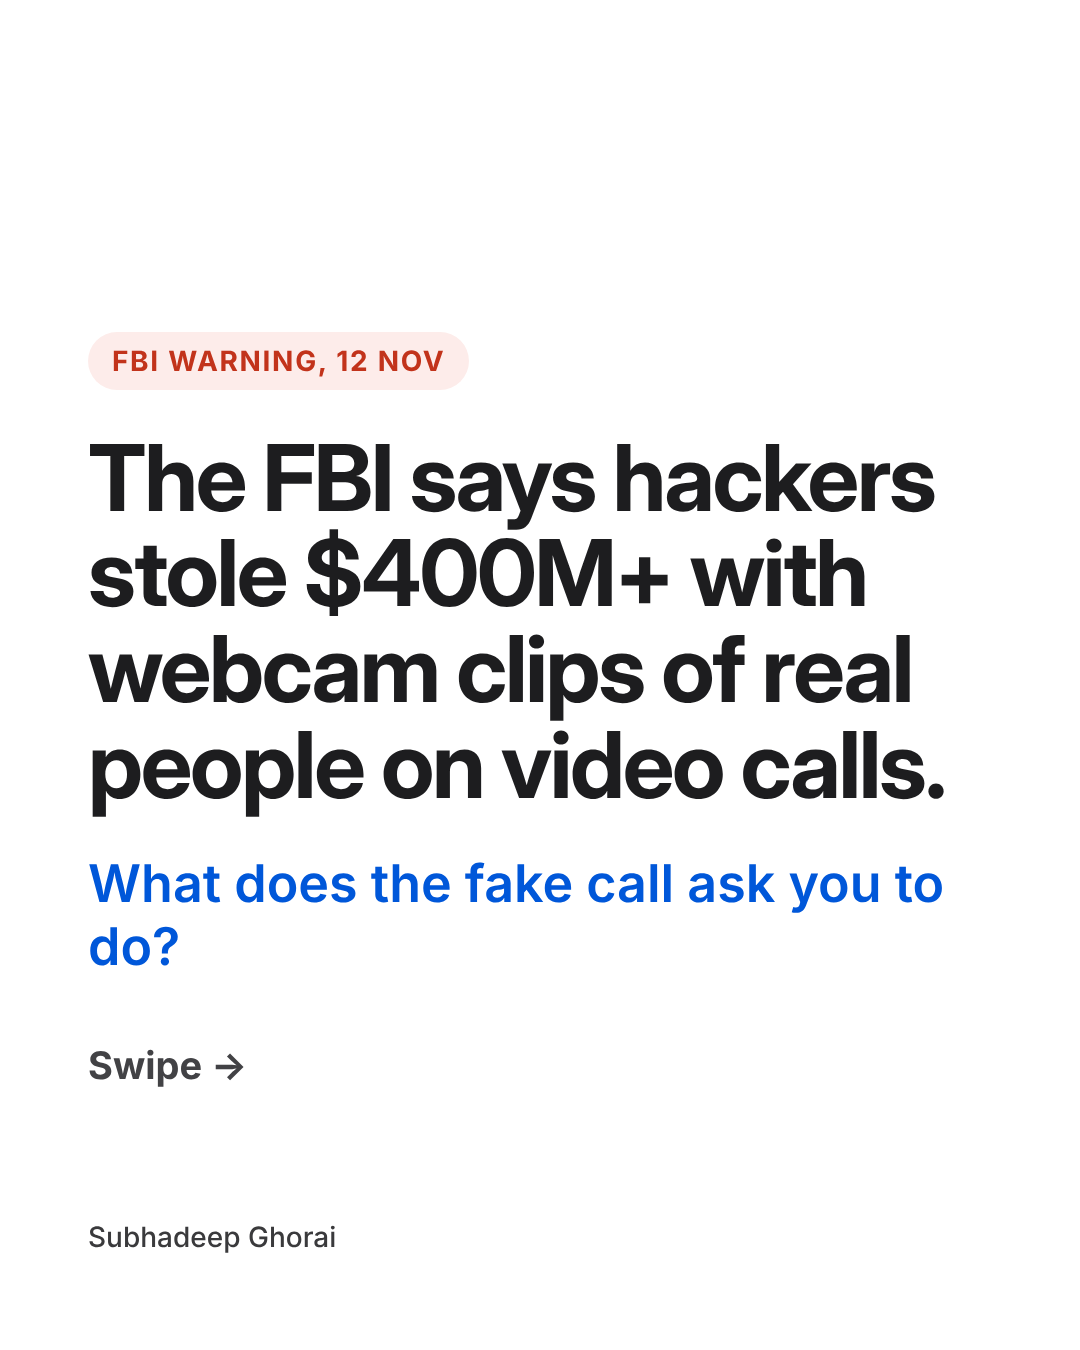 FBI WARNING, 12 NOV
The FBI says hackers
stole $400M+ with
webcam clips of real
people on video calls.
What does the fake call ask you to
do?
Swipe →
Subhadeep Ghorai